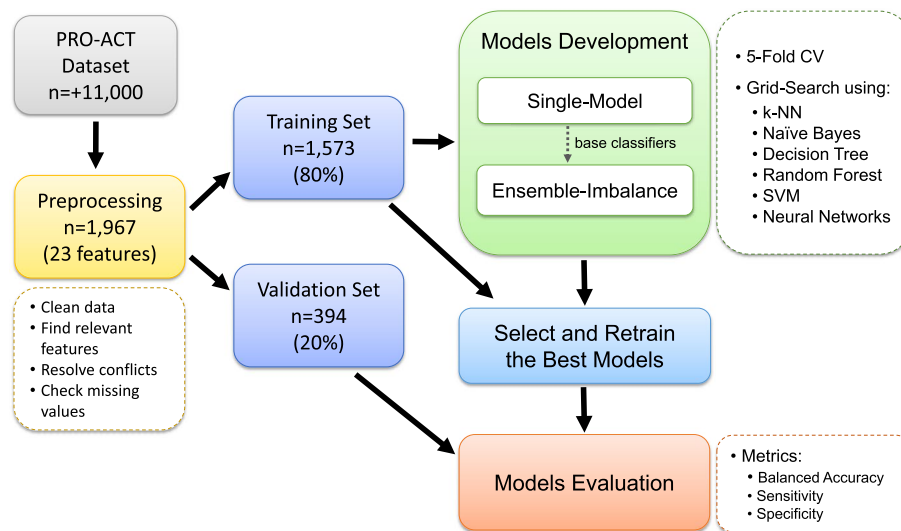 PRO-ACT
Dataset
n=+11,000
Preprocessing
n=1,967
(23 features)
• Clean data
• Find relevant
features
• Resolve conflicts
• Check missing
values
Training Set
n=1,573
(80%)
Validation Set
n=394
(20%)
Models Development
Single-Model
base classifiers
Ensemble-Imbalance
• 5-Fold CV
• Grid-Search using:
• k-NN
• Naïve Bayes
• Decision Tree
• Random Forest
• SVM
• Neural Networks
Select and Retrain
the Best Models
Models Evaluation
• Metrics:
• Balanced Accuracy
• Sensitivity
• Specificity